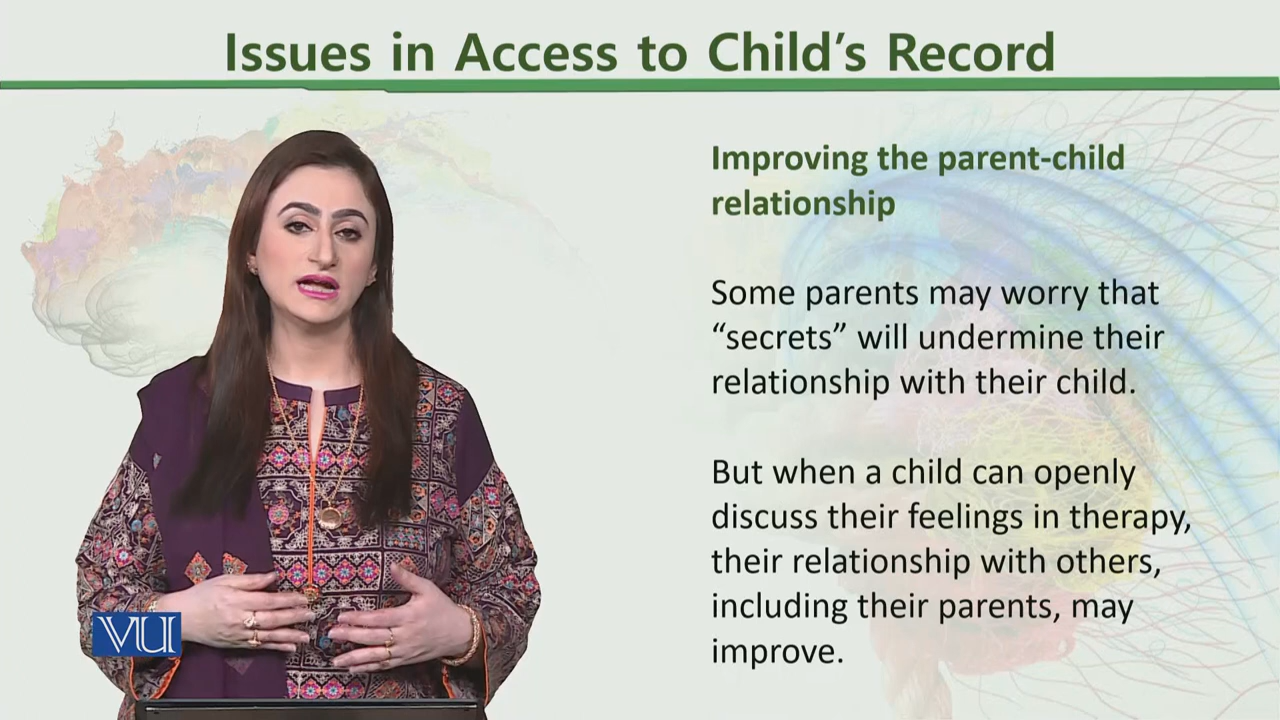 Issues in Access to Child’s Record
Improving the parent-child
relationship
Some parents may worry that
“secrets” will undermine their
relationship with their child.
But when a child can openly
discuss their feelings in therapy,
their relationship with others,
including their parents, may
improve.
VU